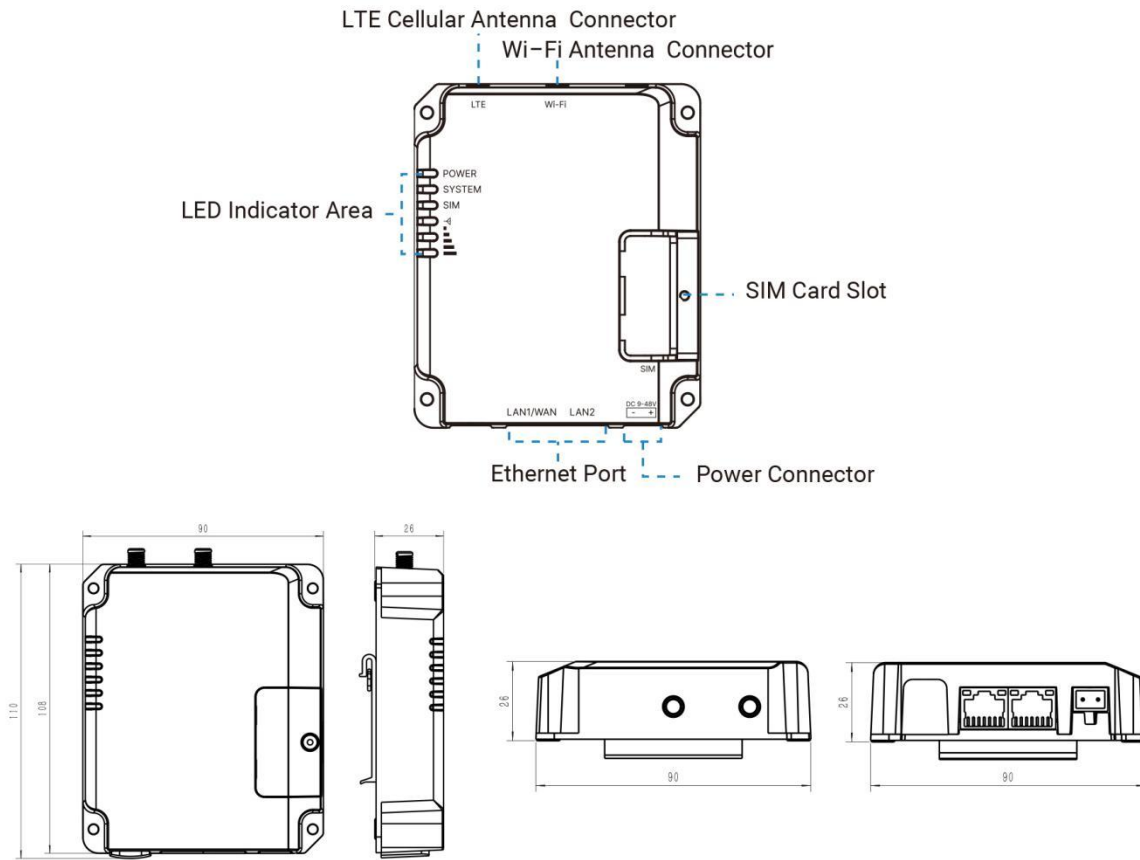 LTE Cellular Antenna Connector
Wi-Fi Antenna Connector
LTE Wi-Fi
POWER
SYSTEM
SIM
LED Indicator Area
SIM Card Slot
SIM
DC 9-48V
- +
LAN1/WAN LAN2
Ethernet Port
Power Connector
90
26
110
108
26
90
26
90